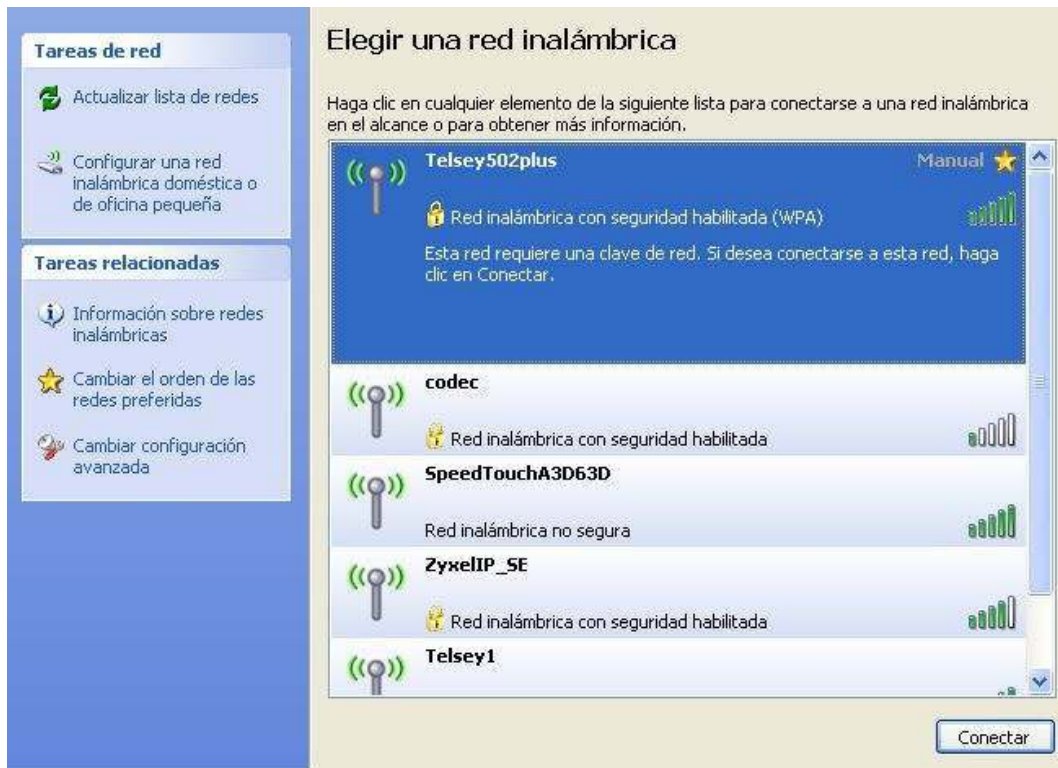 Tareas de red
Actualizar lista de redes
Configurar una red
inalámbrica doméstica o
de oficina pequeña
Tareas relacionadas
Información sobre redes
inalámbricas
Cambiar el orden de las
redes preferidas
Cambiar configuración
avanzada
Elegir una red inalámbrica
Haga clic en cualquier elemento de la siguiente lista para conectarse a una red inalámbrica
en el alcance o para obtener más información.
Telsey502plus Manual
Red inalámbrica con seguridad habilitada (WPA)
Esta red requiere una clave de red. Si desea conectarse a esta red, haga
clic en Conectar.
codec
Red inalámbrica con seguridad habilitada
SpeedTouchA3D63D
Red inalámbrica no segura
ZyxelIP_SE
Red inalámbrica con seguridad habilitada
Telsey1
Conectar